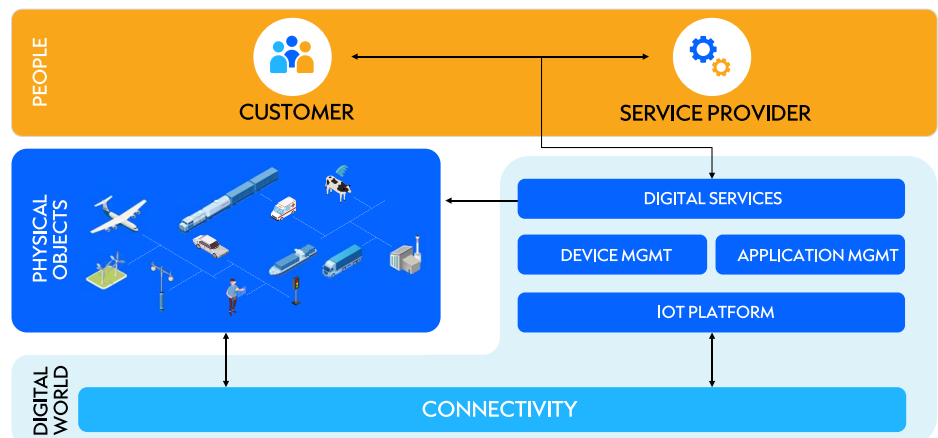 PEOPLE
CUSTOMER
SERVICE PROVIDER
PHYSICAL
OBJECTS
DIGITAL SERVICES
DEVICE MGMT
APPLICATION MGMT
IOT PLATFORM
DIGITAL
WORLD
CONNECTIVITY